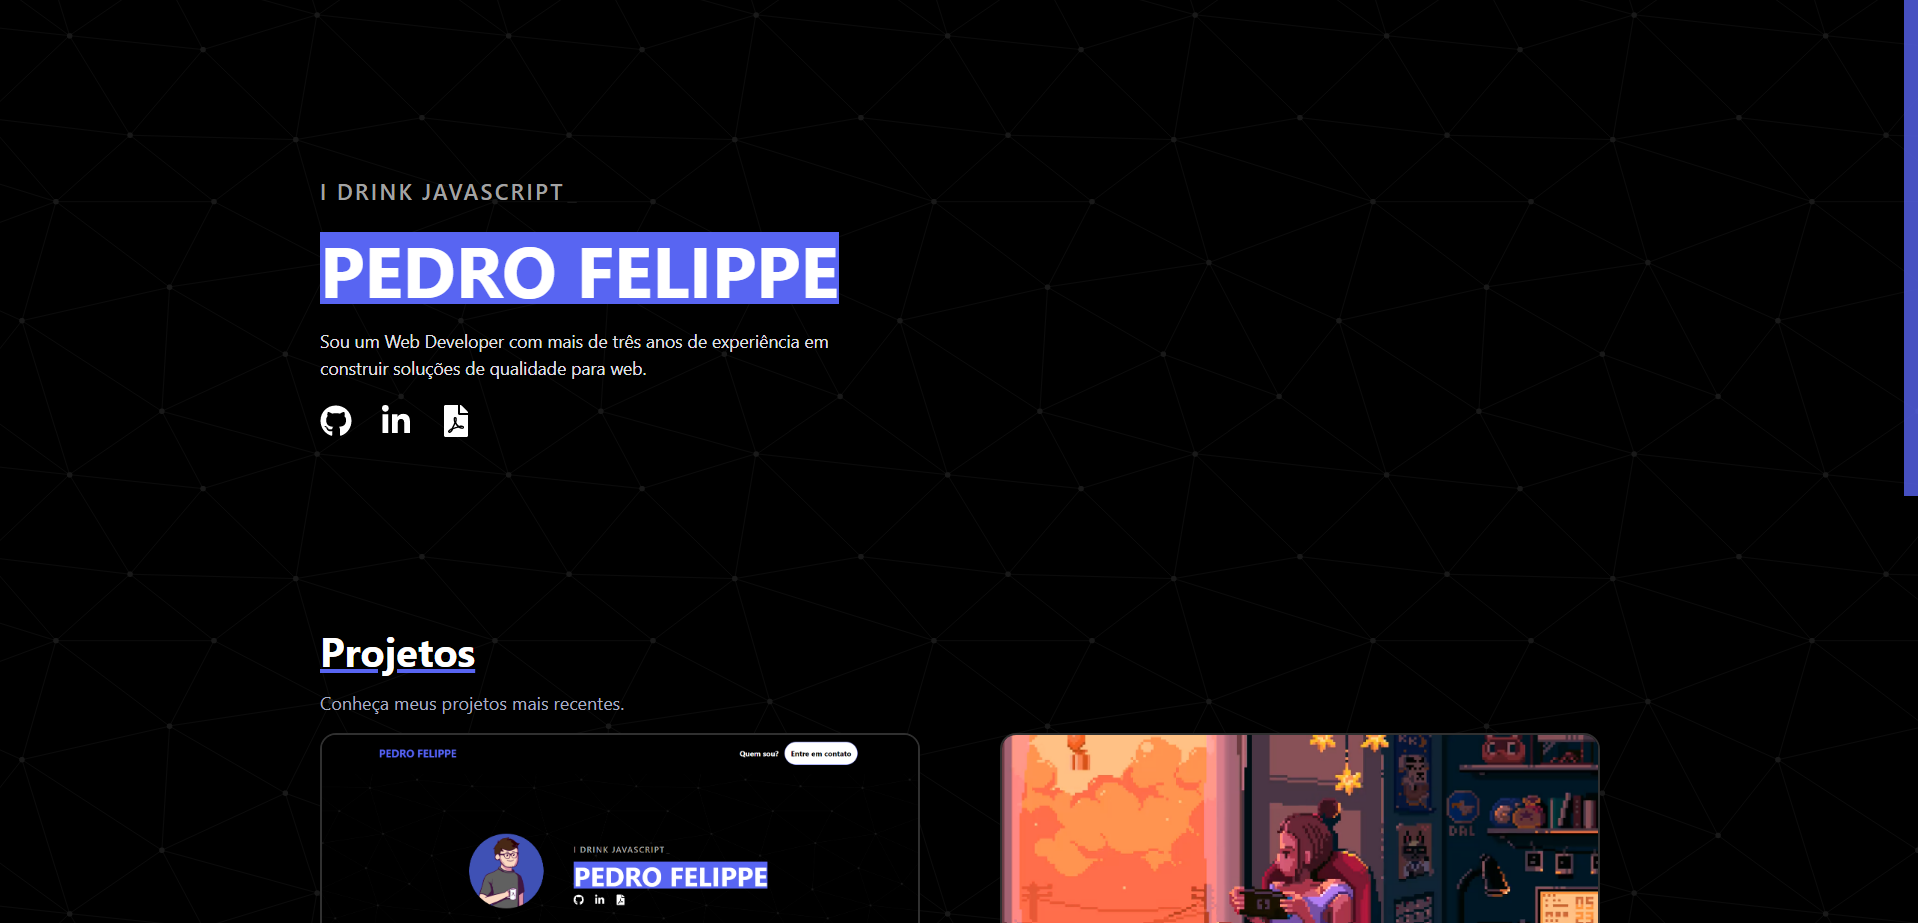 I DRINK JAVASCRIPT_
PEDRO FELIPPE
Sou um Web Developer com mais de três anos de experiência em
construir soluções de qualidade para web.
in
Projetos
Conheça meus projetos mais recentes.
PEDRO FELIPPE
Quem sou? Entre em contato
I DRINK JAVASCRIPT
PEDRO FELIPPE
in
DAL